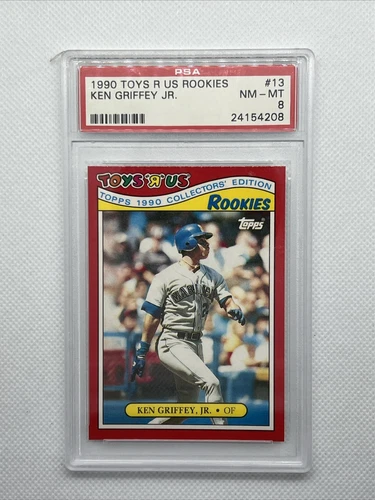 PSA
1990 TOYS R US ROOKIES #13
KEN GRIFFEY JR. NM - MT
8
24154208
TOYS "Я" US
TOPPS 1990 COLLECTORS' EDITION
ROOKIES
Topps
KEN GRIFFEY, JR. • OF